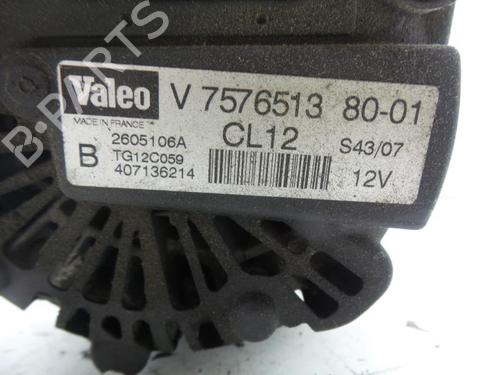 Valeo V 7576513 80-01
MADE IN FRANCE
2605106A CL12 S43/07
B TG12C059
407136214 12V
B-PARTS